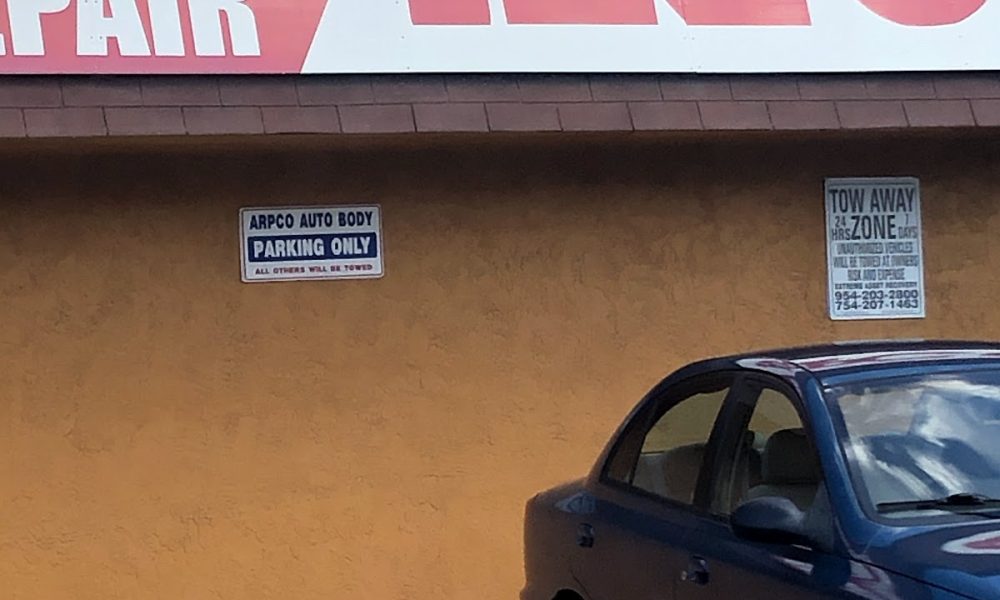 EPAIR
ARPCO AUTO BODY
PARKING ONLY
ALL OTHERS WILL BE TOWED
TOW AWAY
24 ZONE 7
HRS DAYS
UNAUTHORIZED VEHICLES
WILL BE TOWED AT OWNERS
RISK AND EXPENSE
EXTREME ASSET RECOVERY
954-203-2800
754-207-1463